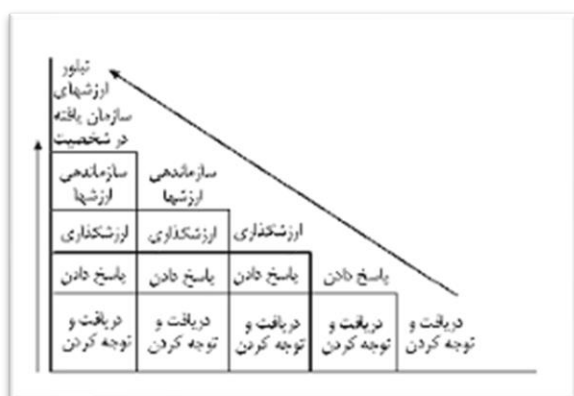 تبلور
ارزشهای
سازمان یافته
در شخصیت
سازماندهی ارزشها
سازماندهی ارزشها
ارزشگذاری ارزشگذاری ارزشگذاری
پاسخ دادن پاسخ دادن پاسخ دادن پاسخ دادن
دریافت و دریافت و دریافت و دریافت و دریافت و
توجه کردن توجه کردن توجه کردن توجه کردن توجه کردن